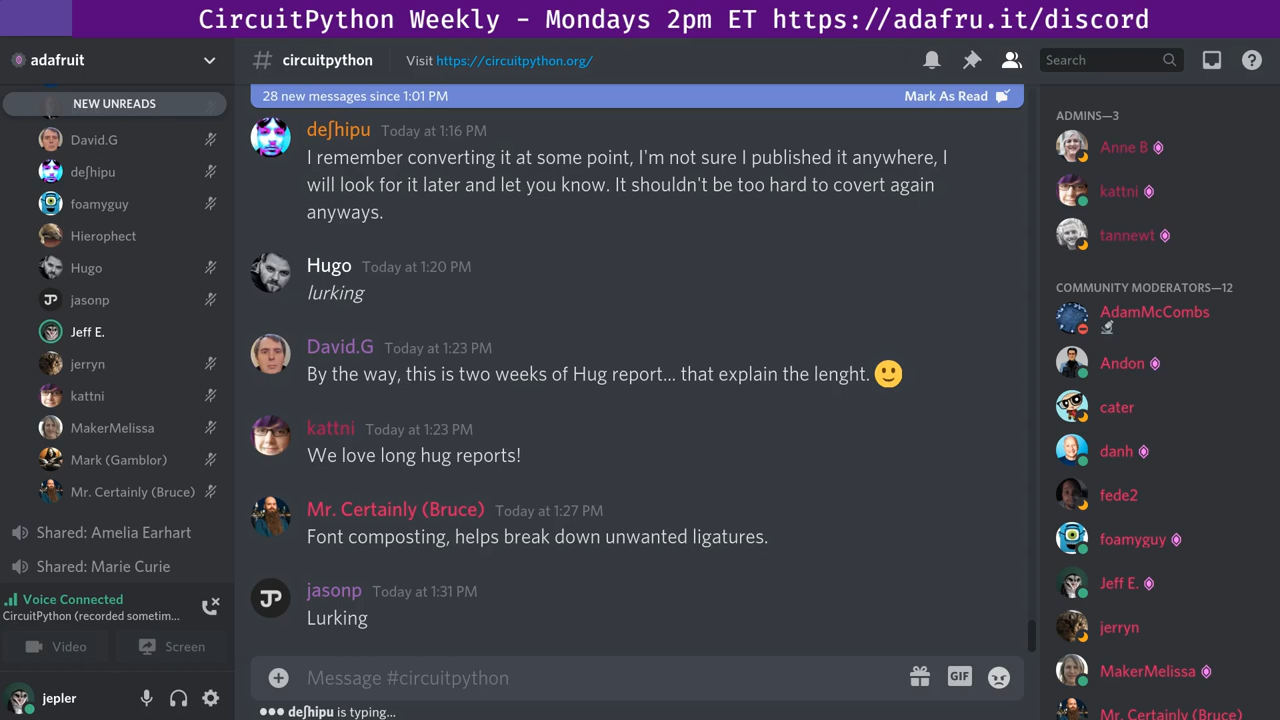 CircuitPython Weekly - Mondays 2pm ET https://adafru.it/discord
adafruit
NEW UNREADS
David.G
deʃhipu
foamyguy
Hierophect
Hugo
jasonp
Jeff E.
jerryn
kattni
MakerMelissa
Mark (Gamblor)
Mr. Certainly (Bruce)
Shared: Amelia Earhart
Shared: Marie Curie
Voice Connected
CircuitPython (recorded sometim...
Video
Screen
jepler
# circuitpython
Visit https://circuitpython.org/
Search
28 new messages since 1:01 PM
Mark As Read
deʃhipu Today at 1:16 PM
I remember converting it at some point, I'm not sure I published it anywhere, I
will look for it later and let you know. It shouldn't be too hard to covert again
anyways.
Hugo Today at 1:20 PM
lurking
David.G Today at 1:23 PM
By the way, this is two weeks of Hug report... that explain the lenght. 🙂
kattni Today at 1:23 PM
We love long hug reports!
Mr. Certainly (Bruce) Today at 1:27 PM
Font composting, helps break down unwanted ligatures.
JP
jasonp Today at 1:31 PM
Lurking
Message #circuitpython
GIF
deʃhipu is typing...
ADMINS—3
Anne B
kattni
tannewt
COMMUNITY MODERATORS—12
AdamMcCombs
Andon
cater
danh
fede2
foamyguy
Jeff E.
jerryn
MakerMelissa
Mr. Certainly (Bruce)